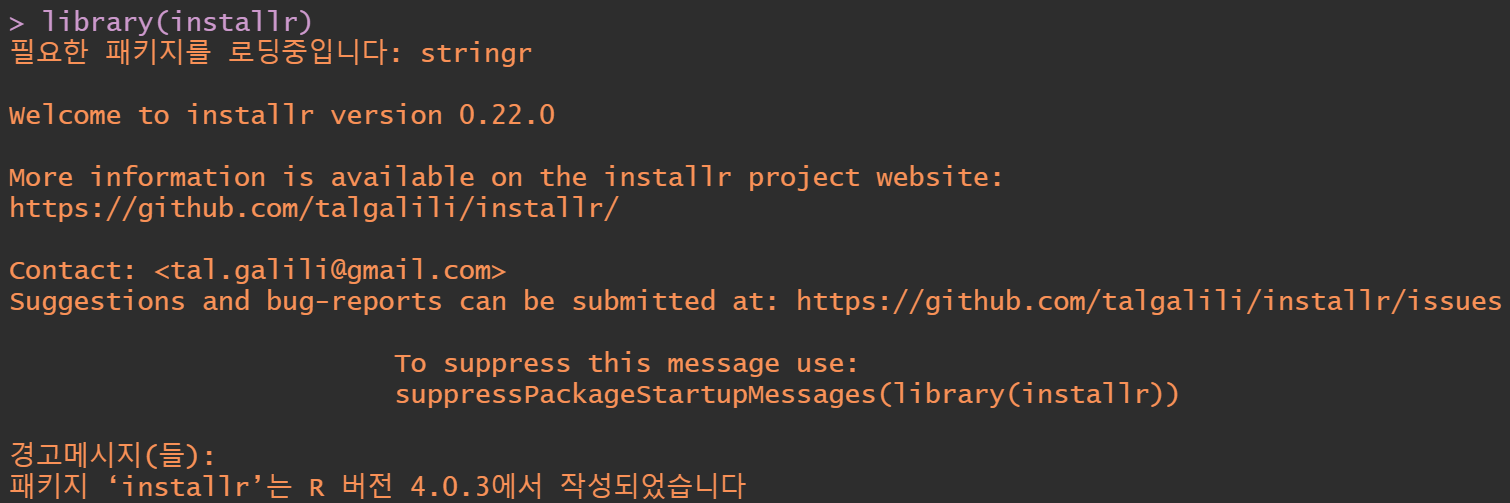 > library(installr)
필요한 패키지를 로딩중입니다: stringr
Welcome to installr version 0.22.0
More information is available on the installr project website:
https://github.com/talgalili/installr/
Contact: <tal.galili@gmail.com>
Suggestions and bug-reports can be submitted at: https://github.com/talgalili/installr/issues
To suppress this message use:
suppressPackageStartupMessages(library(installr))
경고메시지(들):
패키지 ‘installr’는 R 버전 4.0.3에서 작성되었습니다